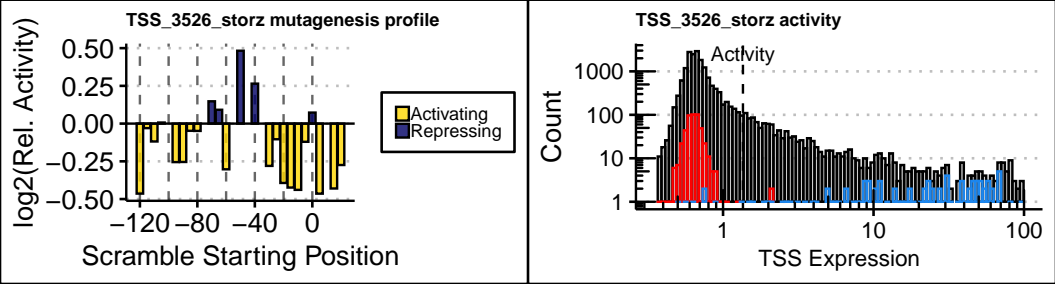 TSS_3526_storz mutagenesis profile
log2(Rel. Activity)
0.50
0.25
0.00
−0.25
−0.50
−120 −80 −40 0
Scramble Starting Position
Activating
Repressing
TSS_3526_storz activity
Activity
Count
1000
100
10
1
1 10 100
TSS Expression